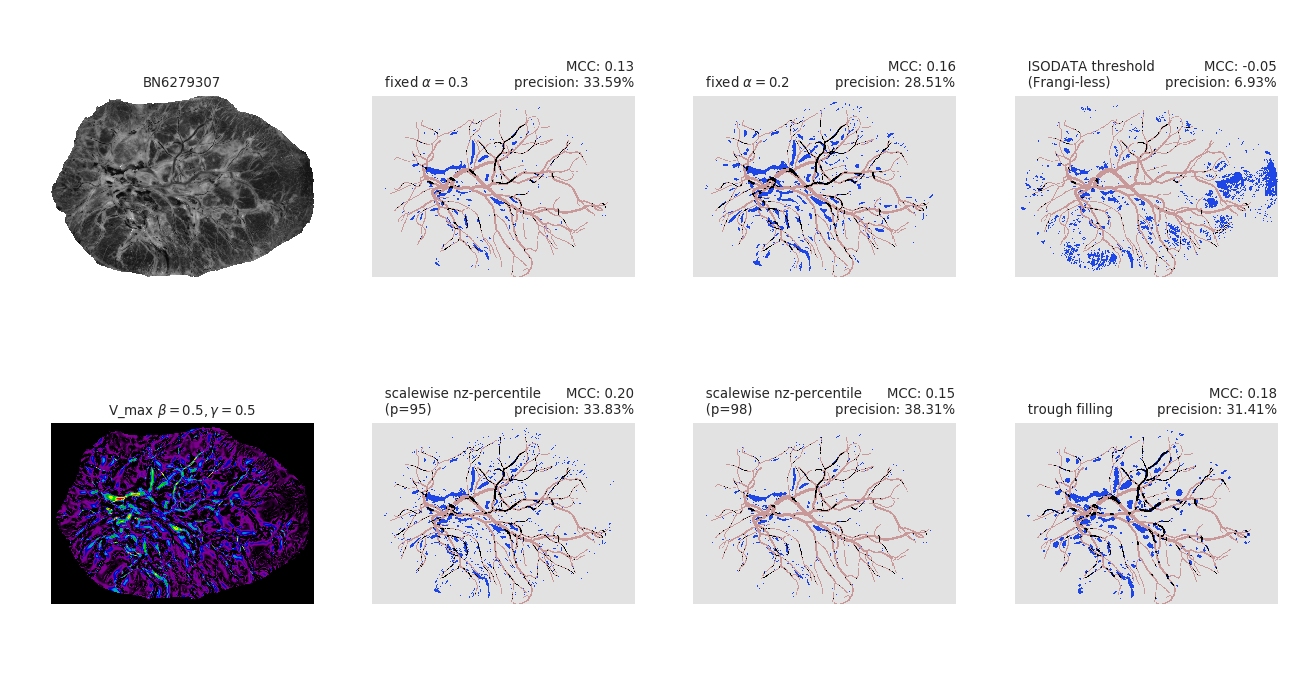 BN6279307
MCC: 0.13
fixed α = 0.3 precision: 33.59%
MCC: 0.16
fixed α = 0.2 precision: 28.51%
ISODATA threshold MCC: -0.05
(Frangi-less) precision: 6.93%
V_max β = 0.5, γ = 0.5
scalewise nz-percentile MCC: 0.20
(p=95) precision: 33.83%
scalewise nz-percentile MCC: 0.15
(p=98) precision: 38.31%
MCC: 0.18
trough filling precision: 31.41%